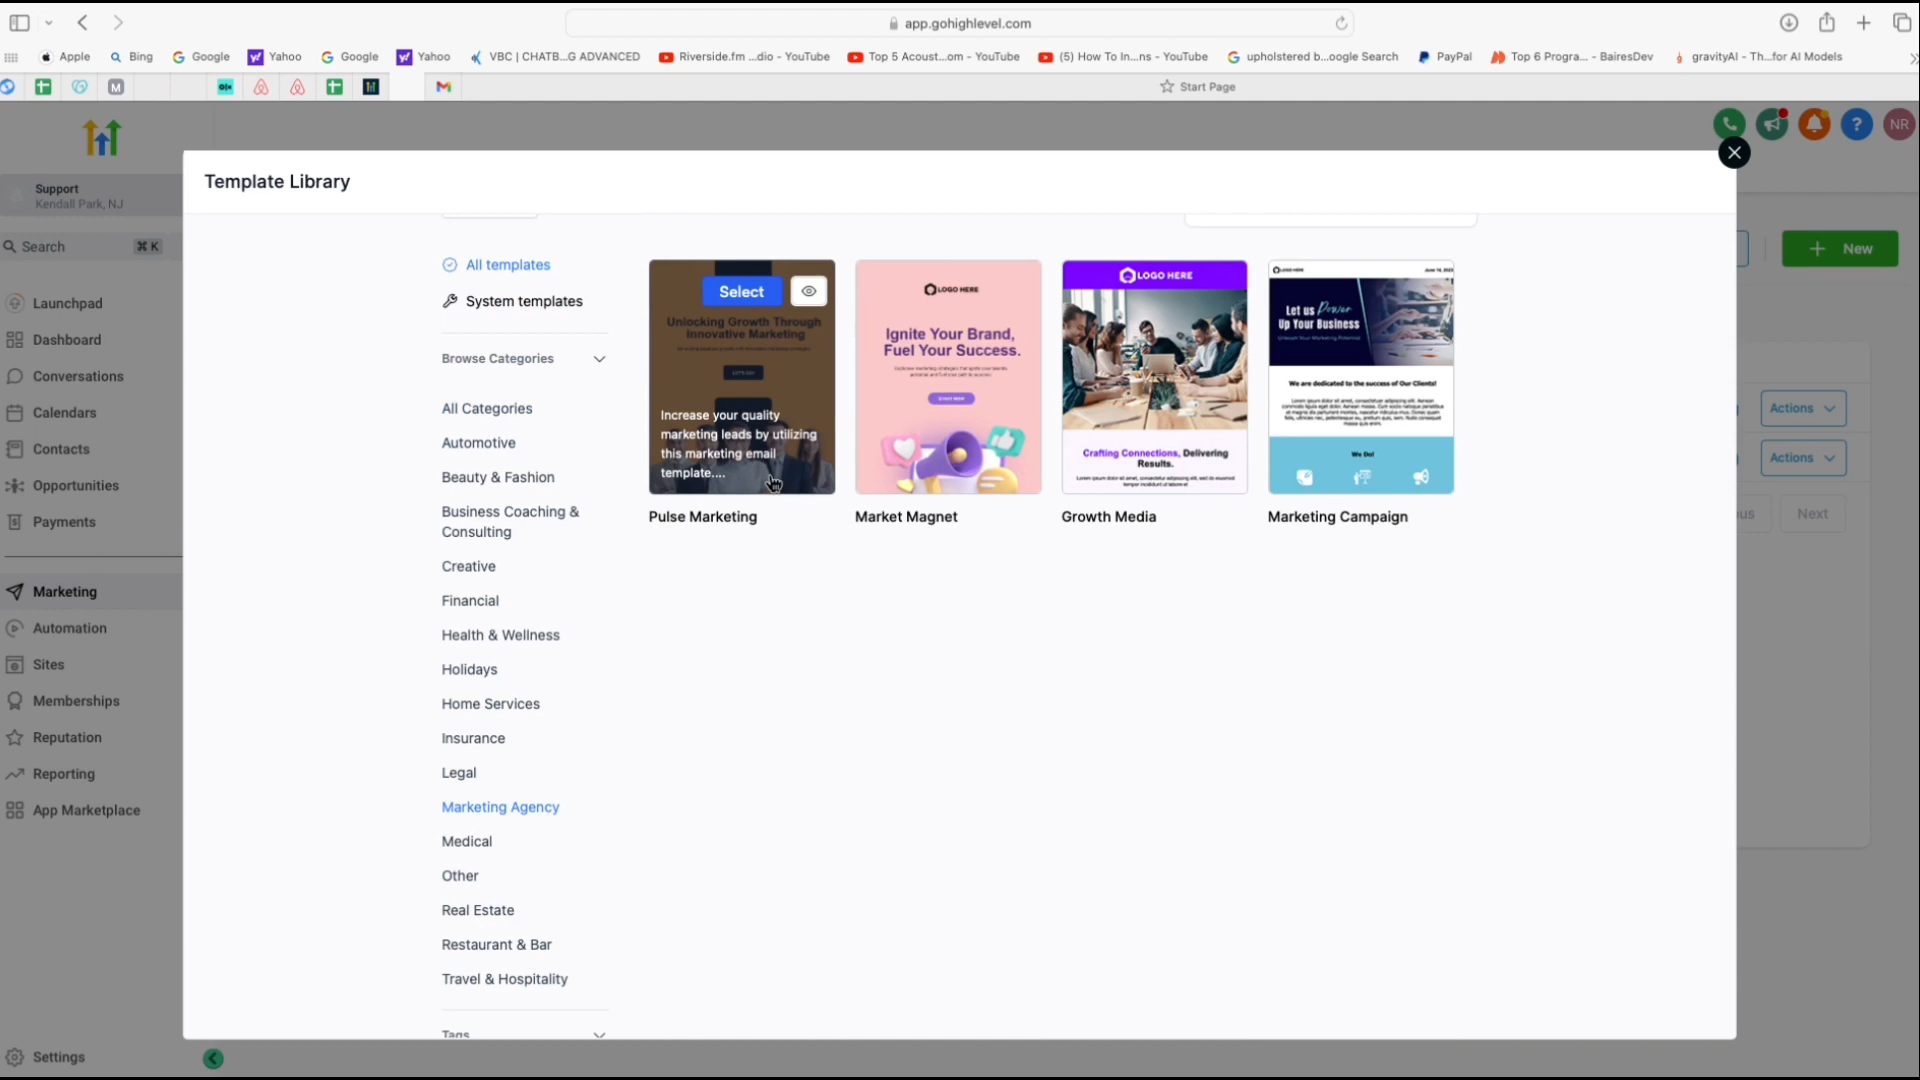 app.gohighlevel.com
Apple
Bing
Google
Yahoo
Google
Yahoo
VBC | CHATB...G ADVANCED
Riverside.fm ...dio - YouTube
Top 5 Acoust...om - YouTube
(5) How To In...ns - YouTube
upholstered b...oogle Search
PayPal
Top 6 Progra... - BairesDev
gravityAI - Th...for AI Models
Start Page
NR
Support
Kendall Park, NJ
Search
⌘ K
Launchpad
Dashboard
Conversations
Calendars
Contacts
Opportunities
Payments
Marketing
Automation
Sites
Memberships
Reputation
Reporting
App Marketplace
Settings
Template Library
All templates
System templates
Browse Categories
All Categories
Automotive
Beauty & Fashion
Business Coaching &
Consulting
Creative
Financial
Health & Wellness
Holidays
Home Services
Insurance
Legal
Marketing Agency
Medical
Other
Real Estate
Restaurant & Bar
Travel & Hospitality
Tags
Select
Unlocking Growth Through
Innovative Marketing
Increase your quality
marketing leads by utilizing
this marketing email
template....
Pulse Marketing
LOGO HERE
Ignite Your Brand,
Fuel Your Success.
Market Magnet
LOGO HERE
Crafting Connections, Delivering
Results.
Growth Media
LOGO HERE
Let us Power
Up Your Business
We are dedicated to the success of Our Clients!
We Do!
Marketing Campaign
+ New
Actions
Actions
ous
Next